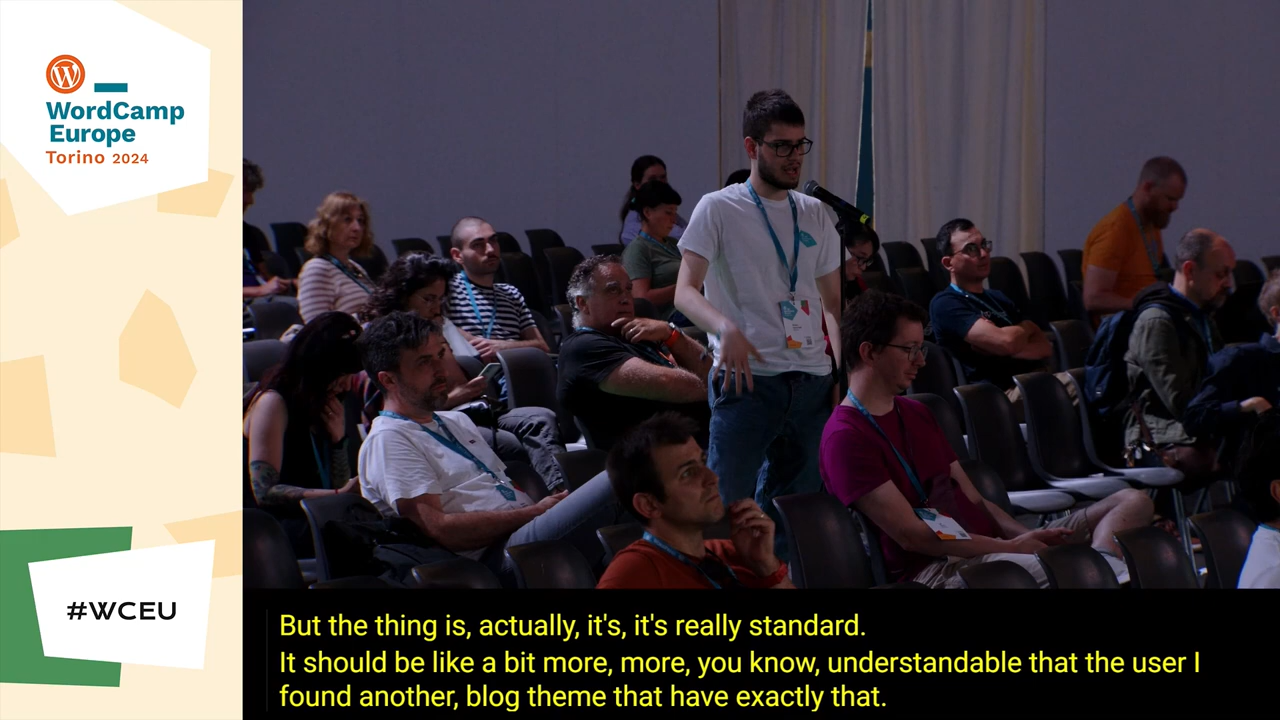 WordCamp
Europe
Torino 2024
#WCEU
But the thing is, actually, it's, it's really standard.
It should be like a bit more, more, you know, understandable that the user I
found another, blog theme that have exactly that.